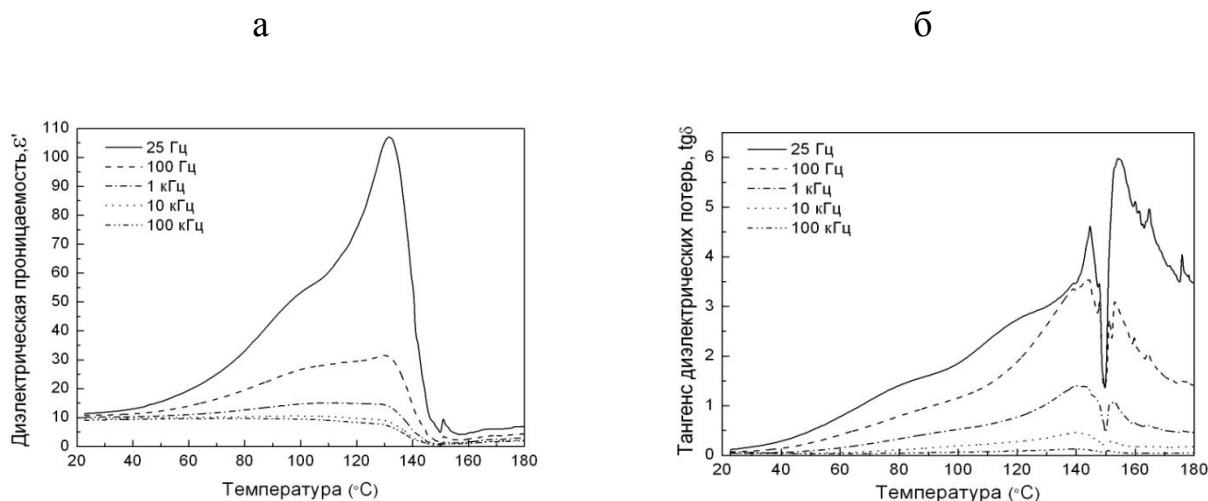 а
б
Диэлектрическая проницаемость,ε'
110
100
90
80
70
60
50
40
30
20
10
0
25 Гц
100 Гц
1 кГц
10 кГц
100 кГц
20 40 60 80 100 120 140 160 180
Температура (°C)
Тангенс диэлектрических потерь, tgδ
6
5
4
3
2
1
0
25 Гц
100 Гц
1 кГц
10 кГц
100 кГц
20 40 60 80 100 120 140 160 180
Температура (°C)